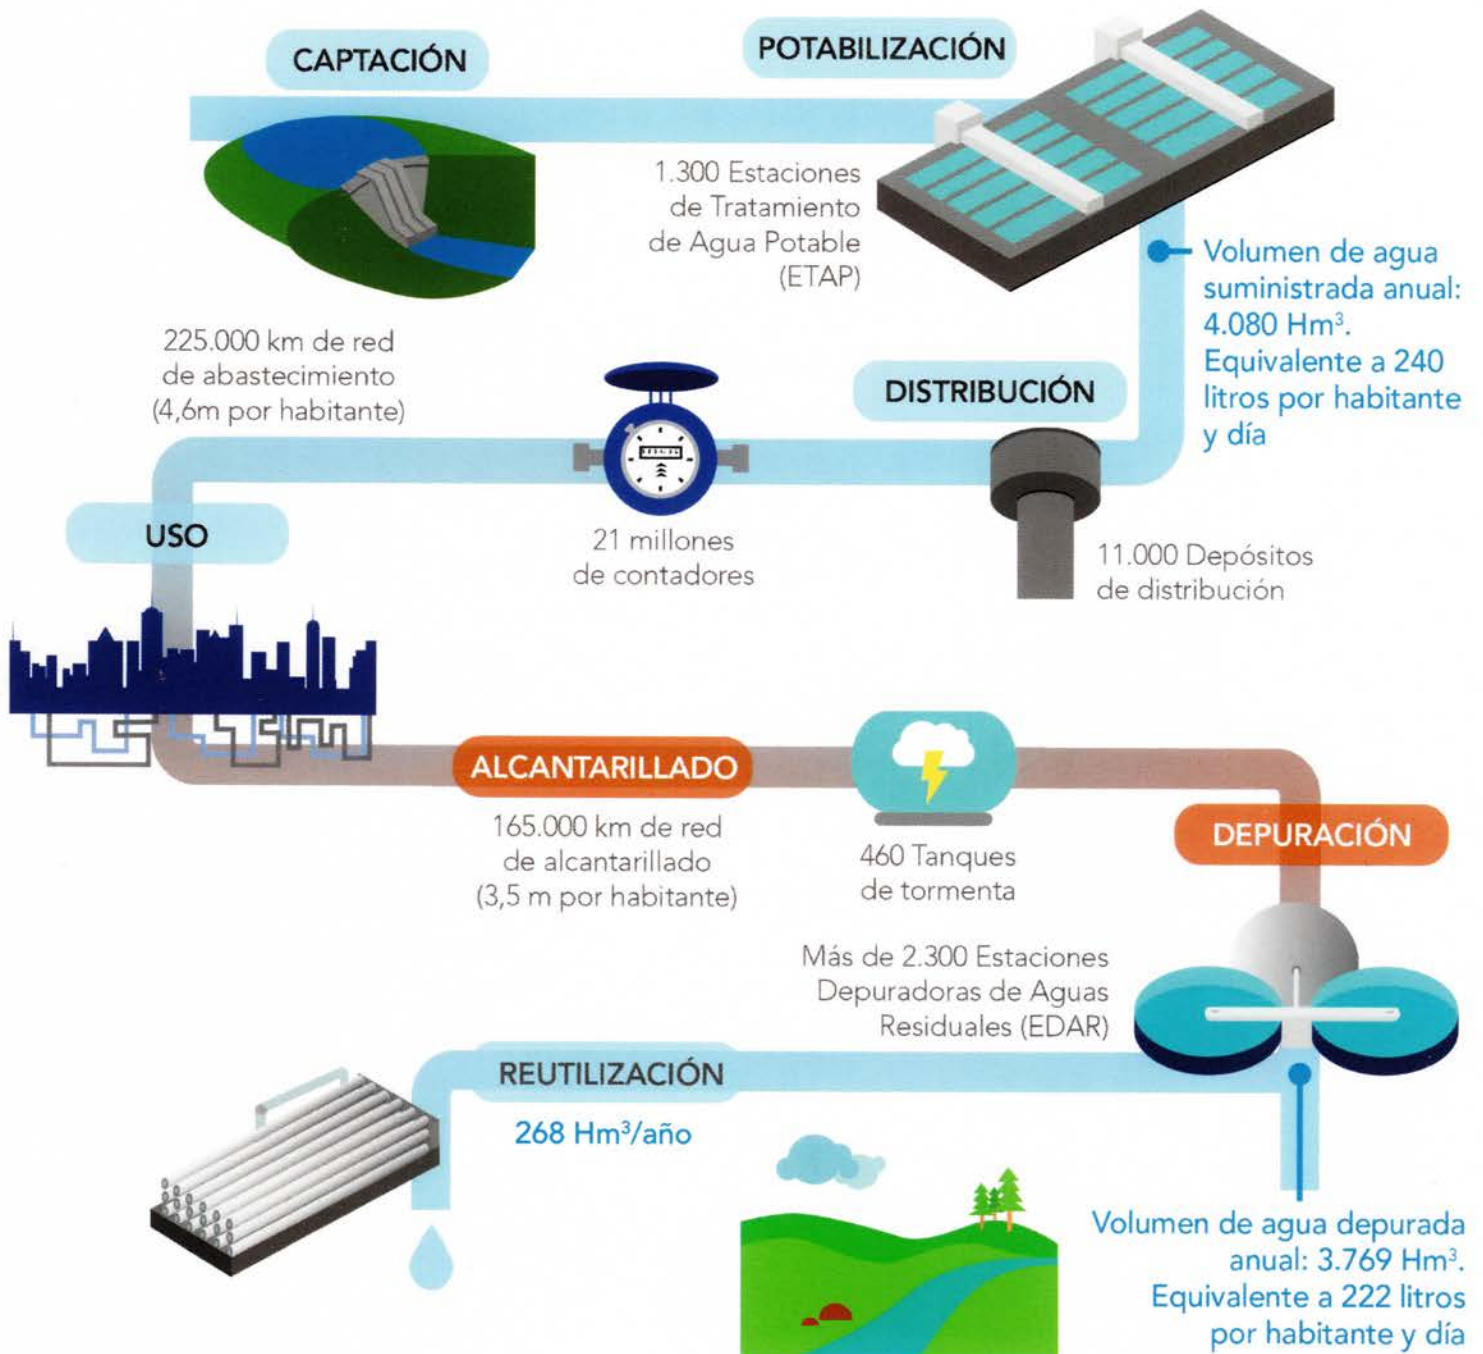 CAPTACIÓN
POTABILIZACIÓN
1.300 Estaciones
de Tratamiento
de Agua Potable
(ETAP)
Volumen de agua
suministrada anual:
4.080 Hm³.
Equivalente a 240
litros por habitante
y día
225.000 km de red
de abastecimiento
(4,6m por habitante)
DISTRIBUCIÓN
USO
21 millones
de contadores
11.000 Depósitos
de distribución
ALCANTARILLADO
165.000 km de red
de alcantarillado
(3,5 m por habitante)
460 Tanques
de tormenta
DEPURACIÓN
Más de 2.300 Estaciones
Depuradoras de Aguas
Residuales (EDAR)
REUTILIZACIÓN
268 Hm³/año
Volumen de agua depurada
anual: 3.769 Hm³.
Equivalente a 222 litros
por habitante y día